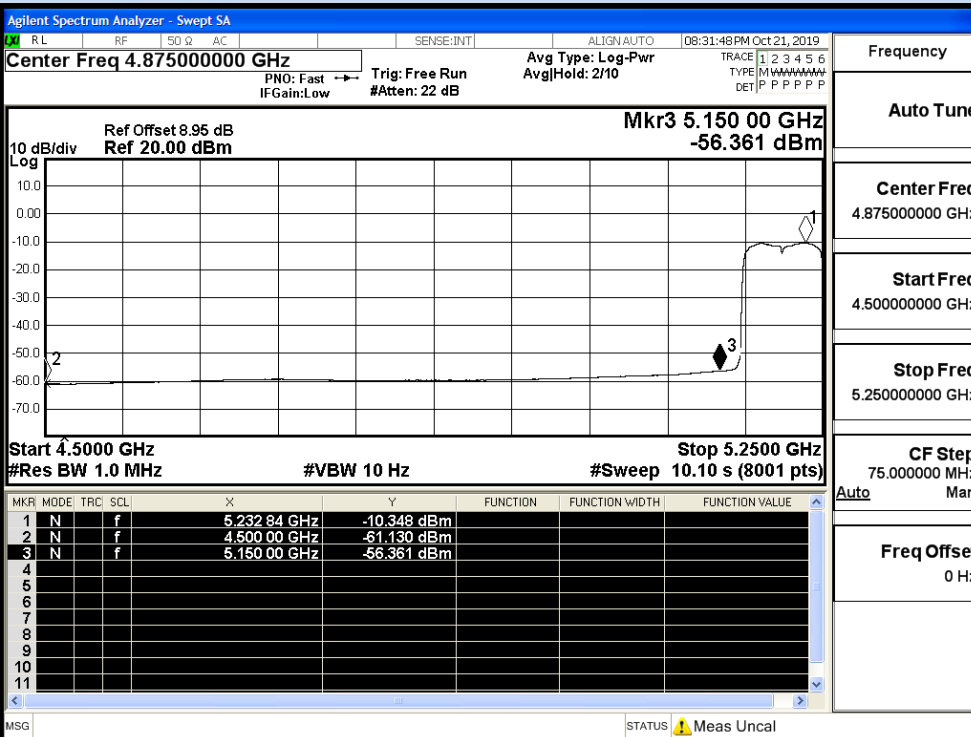 Agilent Spectrum Analyzer - Swept SA
LXI RL RF 50 Ω AC SENSE:INT ALIGN AUTO 08:31:48 PM Oct 21, 2019
Center Freq 4.875000000 GHz
PNO: Fast
IFGain:Low
Trig: Free Run
#Atten: 22 dB
Avg Type: Log-Pwr
Avg|Hold: 2/10
TRACE 1 2 3 4 5 6
TYPE M W W W W W
DET P P P P P P
Mkr3 5.150 00 GHz
-56.361 dBm
Ref Offset 8.95 dB
10 dB/div Ref 20.00 dBm
Log
10.0
0.00
-10.0
-20.0
-30.0
-40.0
-50.0
-60.0
-70.0
1
2
3
Start 4.5000 GHz Stop 5.2500 GHz
#Res BW 1.0 MHz #VBW 10 Hz #Sweep 10.10 s (8001 pts)
MKR MODE TRC SCL X Y FUNCTION FUNCTION WIDTH FUNCTION VALUE
1 N f 5.232 84 GHz -10.348 dBm
2 N f 4.500 00 GHz -61.130 dBm
3 N f 5.150 00 GHz -56.361 dBm
4
5
6
7
8
9
10
11
MSG STATUS Meas Uncal
Frequency
Auto Tune
Center Freq
4.875000000 GHz
Start Freq
4.500000000 GHz
Stop Freq
5.250000000 GHz
CF Step
75.000000 MHz
Auto Man
Freq Offse
0 Hz